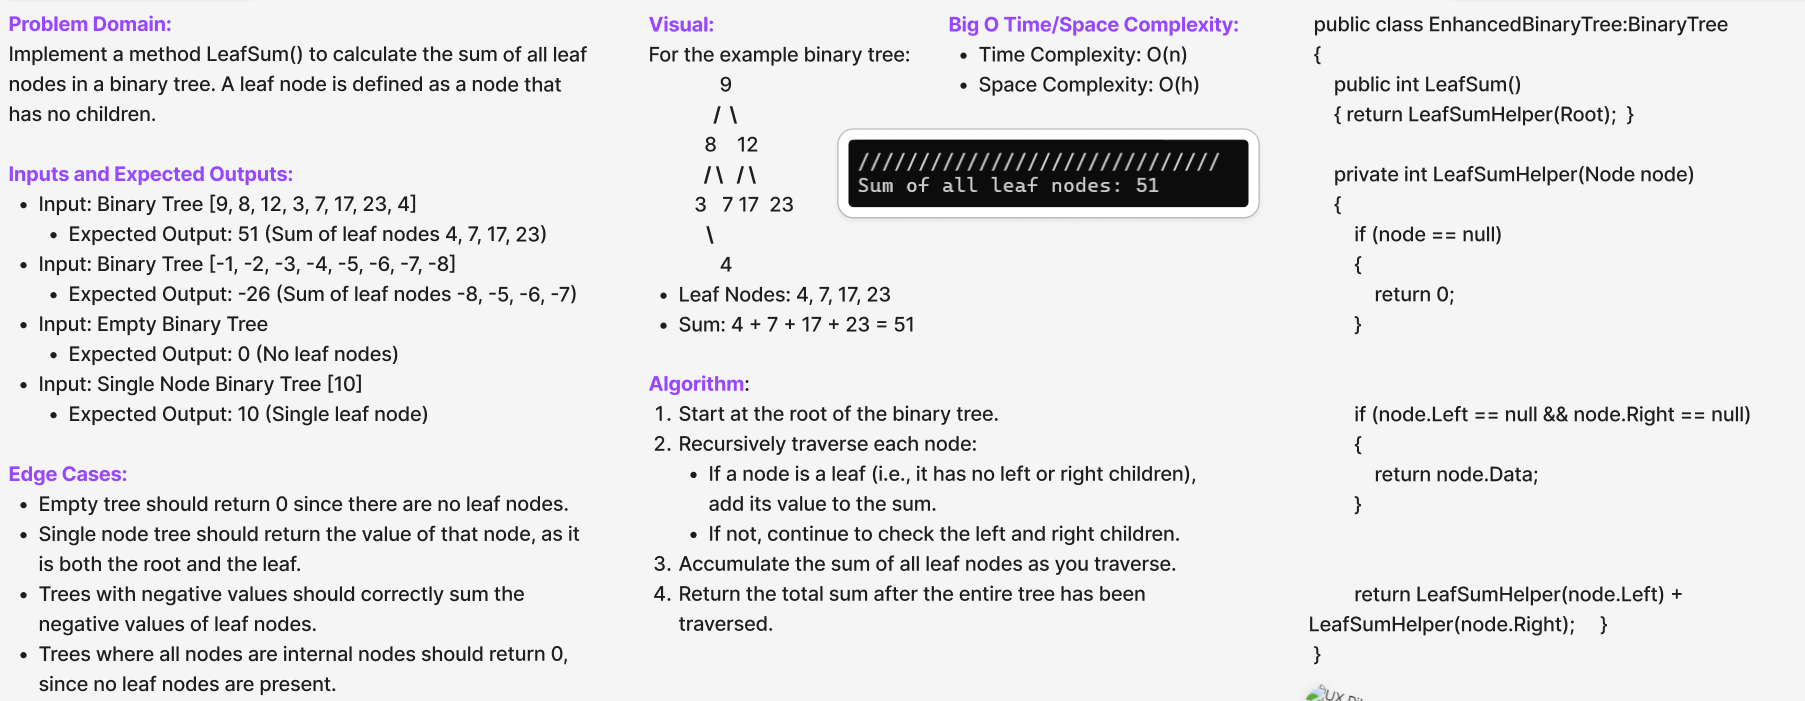 Problem Domain:
Implement a method LeafSum() to calculate the sum of all leaf
nodes in a binary tree. A leaf node is defined as a node that
has no children.
Inputs and Expected Outputs:
• Input: Binary Tree [9, 8, 12, 3, 7, 17, 23, 4]
• Expected Output: 51 (Sum of leaf nodes 4, 7, 17, 23)
• Input: Binary Tree [-1, -2, -3, -4, -5, -6, -7, -8]
• Expected Output: -26 (Sum of leaf nodes -8, -5, -6, -7)
• Input: Empty Binary Tree
• Expected Output: 0 (No leaf nodes)
• Input: Single Node Binary Tree [10]
• Expected Output: 10 (Single leaf node)
Edge Cases:
• Empty tree should return 0 since there are no leaf nodes.
• Single node tree should return the value of that node, as it
is both the root and the leaf.
• Trees with negative values should correctly sum the
negative values of leaf nodes.
• Trees where all nodes are internal nodes should return 0,
since no leaf nodes are present.
Visual:
For the example binary tree:
9
/ \
8 12
/ \ / \
3 7 17 23
\
4
• Leaf Nodes: 4, 7, 17, 23
• Sum: 4 + 7 + 17 + 23 = 51
Algorithm:
1. Start at the root of the binary tree.
2. Recursively traverse each node:
• If a node is a leaf (i.e., it has no left or right children),
add its value to the sum.
• If not, continue to check the left and right children.
3. Accumulate the sum of all leaf nodes as you traverse.
4. Return the total sum after the entire tree has been
traversed.
Big O Time/Space Complexity:
• Time Complexity: O(n)
• Space Complexity: O(h)
//////////////////////////////
Sum of all leaf nodes: 51
public class EnhancedBinaryTree:BinaryTree
{
public int LeafSum()
{ return LeafSumHelper(Root); }
private int LeafSumHelper(Node node)
{
if (node == null)
{
return 0;
}
if (node.Left == null && node.Right == null)
{
return node.Data;
}
return LeafSumHelper(node.Left) +
LeafSumHelper(node.Right); }
}